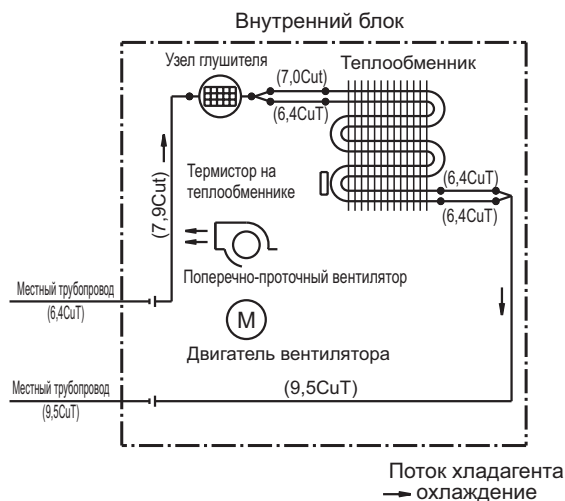 Внутренний блок
Узел глушителя
(7,0Cut)
Теплообменник
(6,4CuT)
(7,9Cut)
Термистор на
теплообменнике
(6,4CuT)
(6,4CuT)
Поперечно-проточный вентилятор
Местный трубопровод
(6,4CuT)
M
Двигатель вентилятора
Местный трубопровод
(9,5CuT)
(9,5CuT)
Поток хладагента
охлаждение